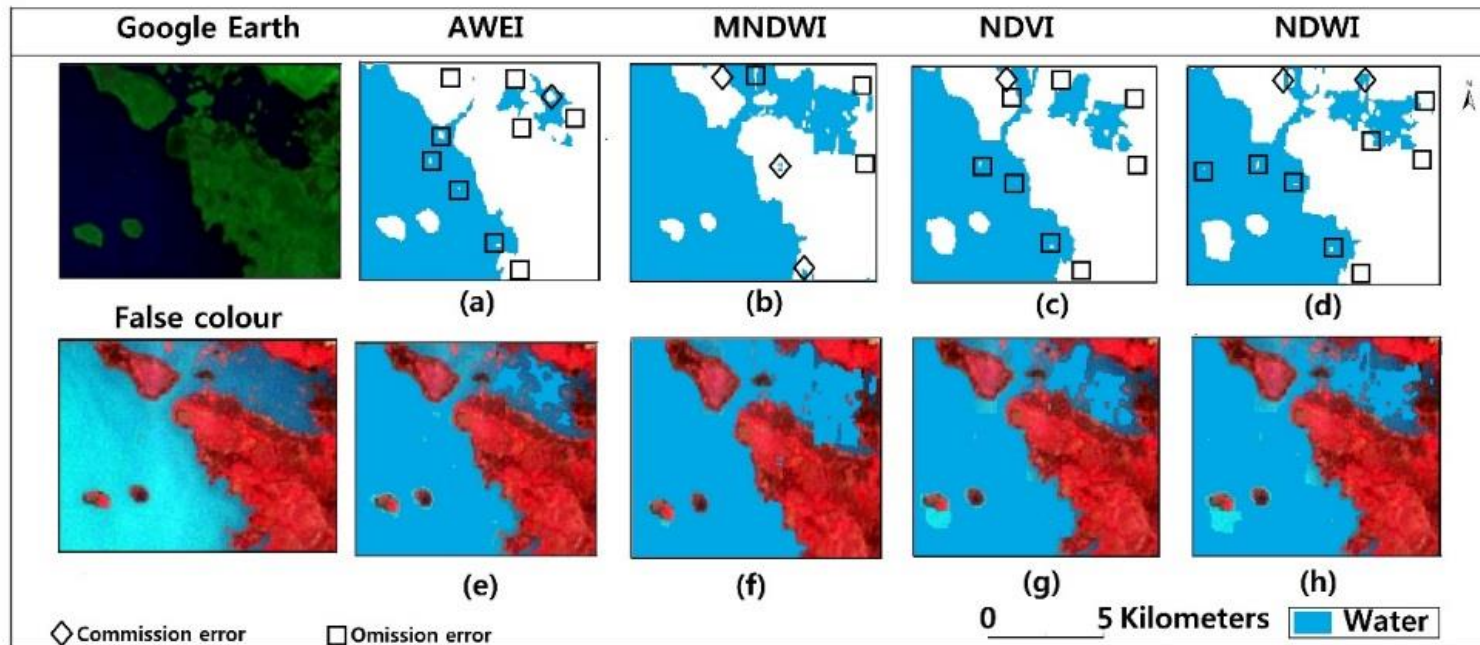 Google Earth AWEI MNDWI NDVI NDWI
N
(a) (b) (c) (d)
False colour
(e) (f) (g) (h)
Commission error Omission error 0 5 Kilometers Water